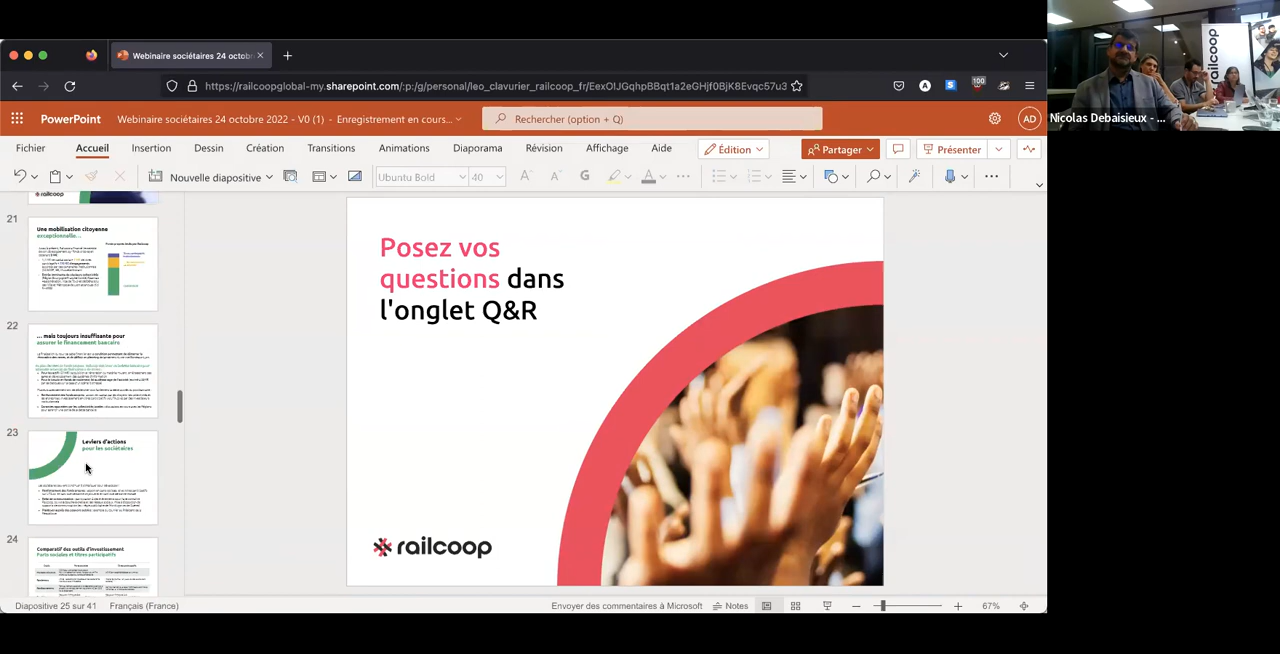 Webinaire sociétaires 24 octob
https://railcoopglobal-my.sharepoint.com/:p:/g/personal/leo_clavurier_railcoop_fr/EexOIJGqhpBBqt1a2eGHjf0BjK8Evqc57u3
100
PowerPoint
Webinaire sociétaires 24 octobre 2022 - V0 (1) - Enregistrement en cours...
Rechercher (option + Q)
AD
Fichier
Accueil
Insertion
Dessin
Création
Transitions
Animations
Diaporama
Révision
Affichage
Aide
Édition
Partager
Présenter
Nouvelle diapositive
Ubuntu Bold
40
G
A
railcoop
21
Une mobilisation citoyenne
exceptionnelle...
22
... mais toujours insuffisante pour
assurer le financement bancaire
23
Leviers d'actions
pour les sociétaires
24
Comparatif des outils d'investissement
Parts sociales et titres participatifs
Posez vos
questions dans
l'onglet Q&R
railcoop
Diapositive 25 sur 41
Français (France)
Envoyer des commentaires à Microsoft
Notes
67%
railcoop
Nicolas Debaisieux - ...